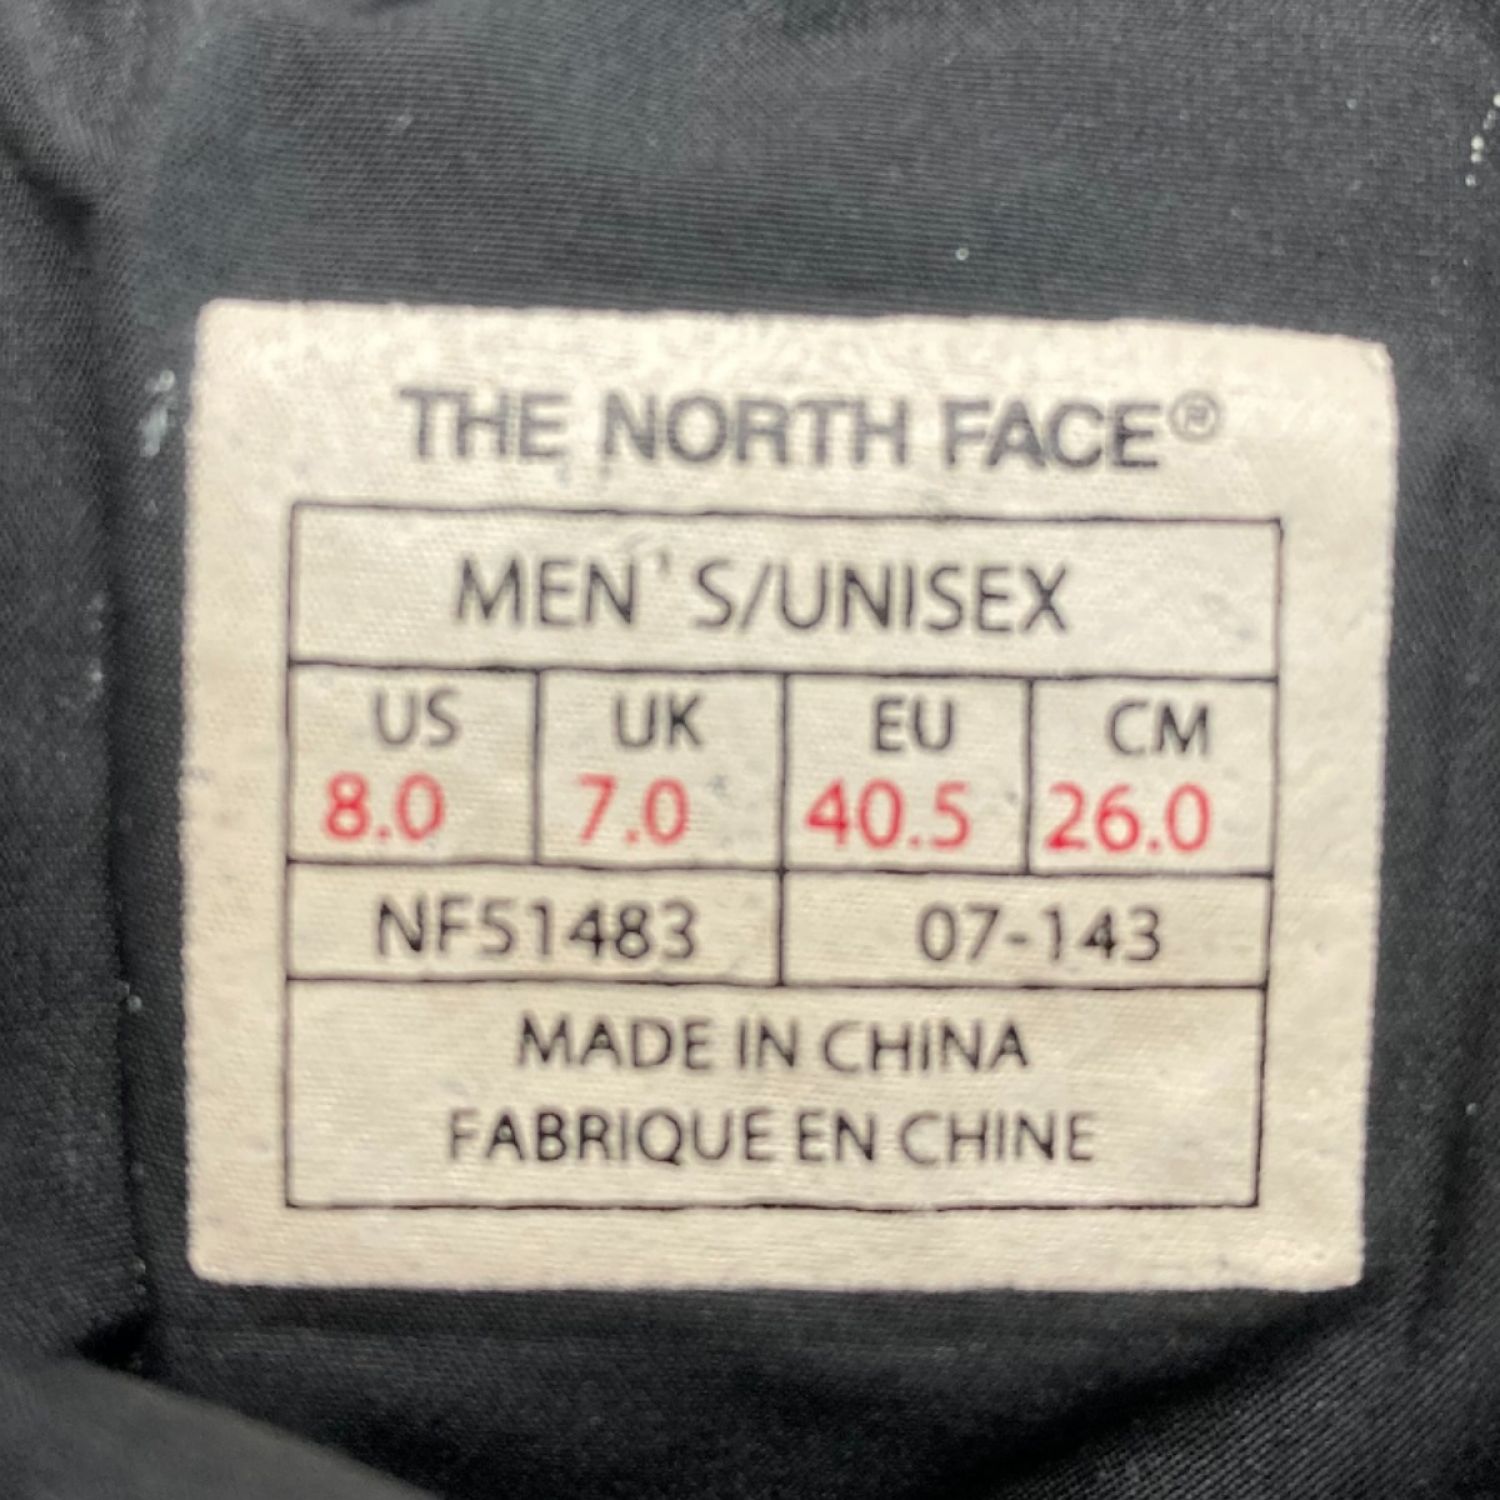 THE NORTH FACE®
MEN'S/UNISEX
US UK EU CM
8.0 7.0 40.5 26.0
NF51483 07-143
MADE IN CHINA
FABRIQUE EN CHINE